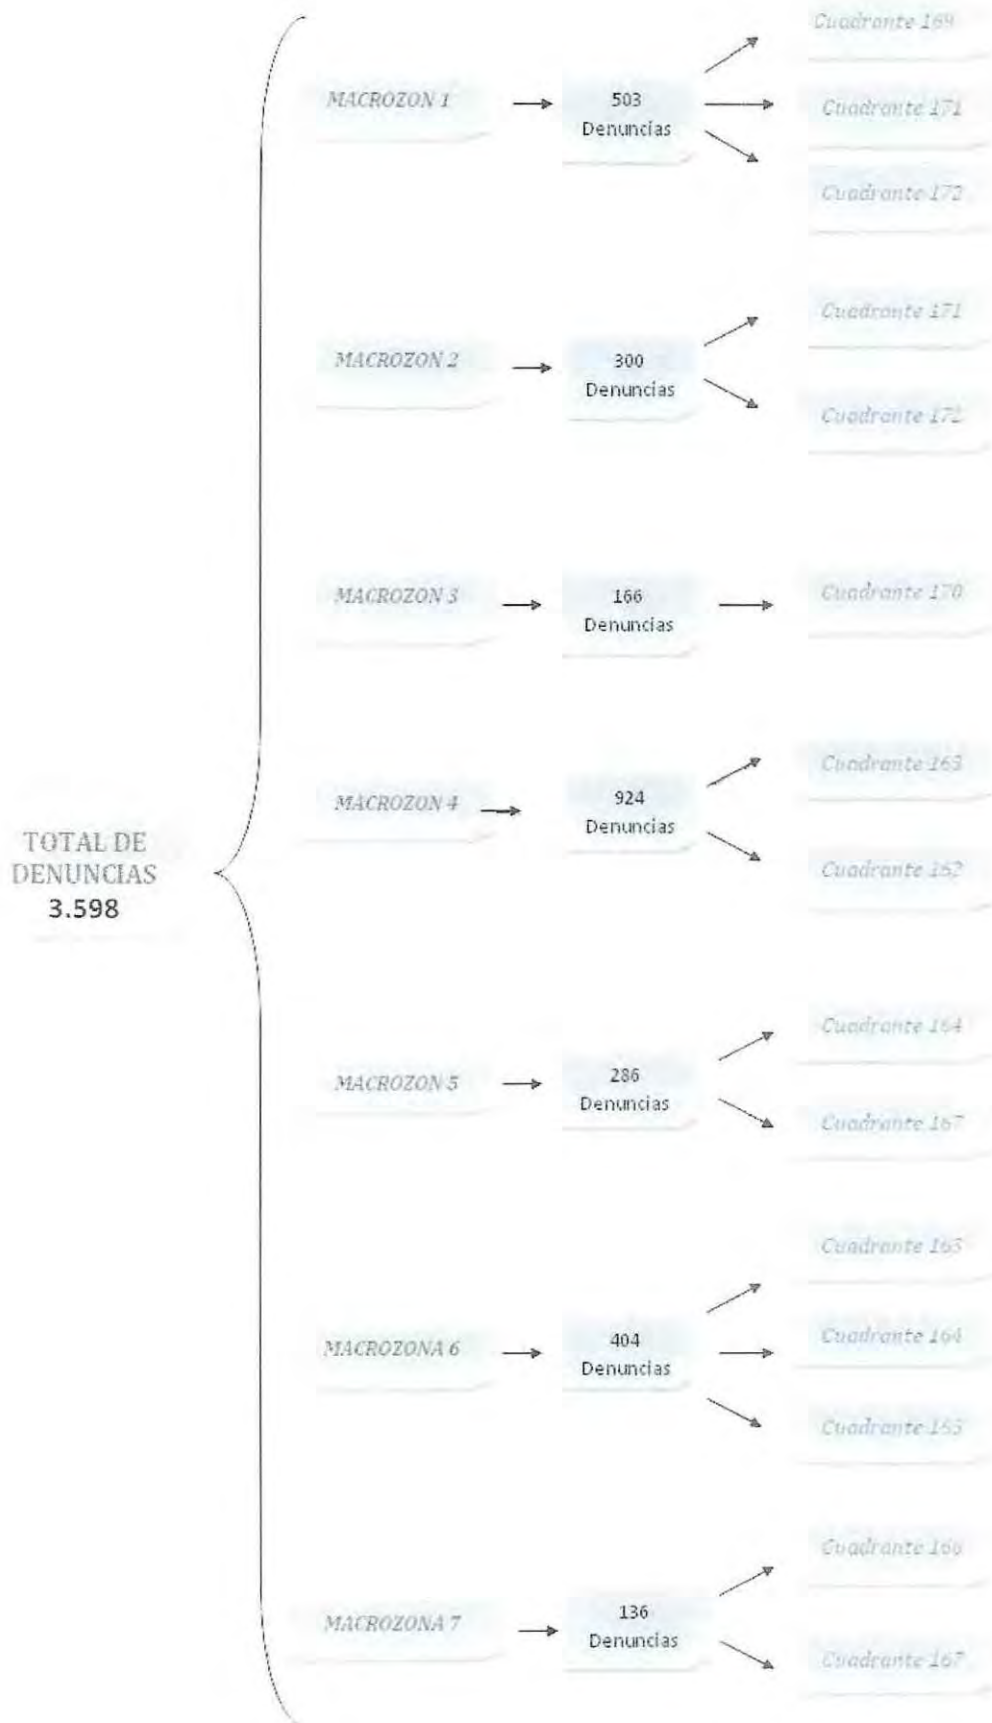 Cuadrante 169
MACROZON 1
503
Denuncias
Cuadrante 171
Cuadrante 172
MACROZON 2
300
Denuncias
Cuadrante 171
Cuadrante 172
MACROZON 3
166
Denuncias
Cuadrante 170
MACROZON 4
924
Denuncias
Cuadrante 163
Cuadrante 162
TOTAL DE
DENUNCIAS
3.598
MACROZON 5
286
Denuncias
Cuadrante 164
Cuadrante 167
MACROZONA 6
404
Denuncias
Cuadrante
Cuadrante 164
Cuadrante
MACROZONA 7
136
Denuncias
Cuadrante 166
Cuadrante 167